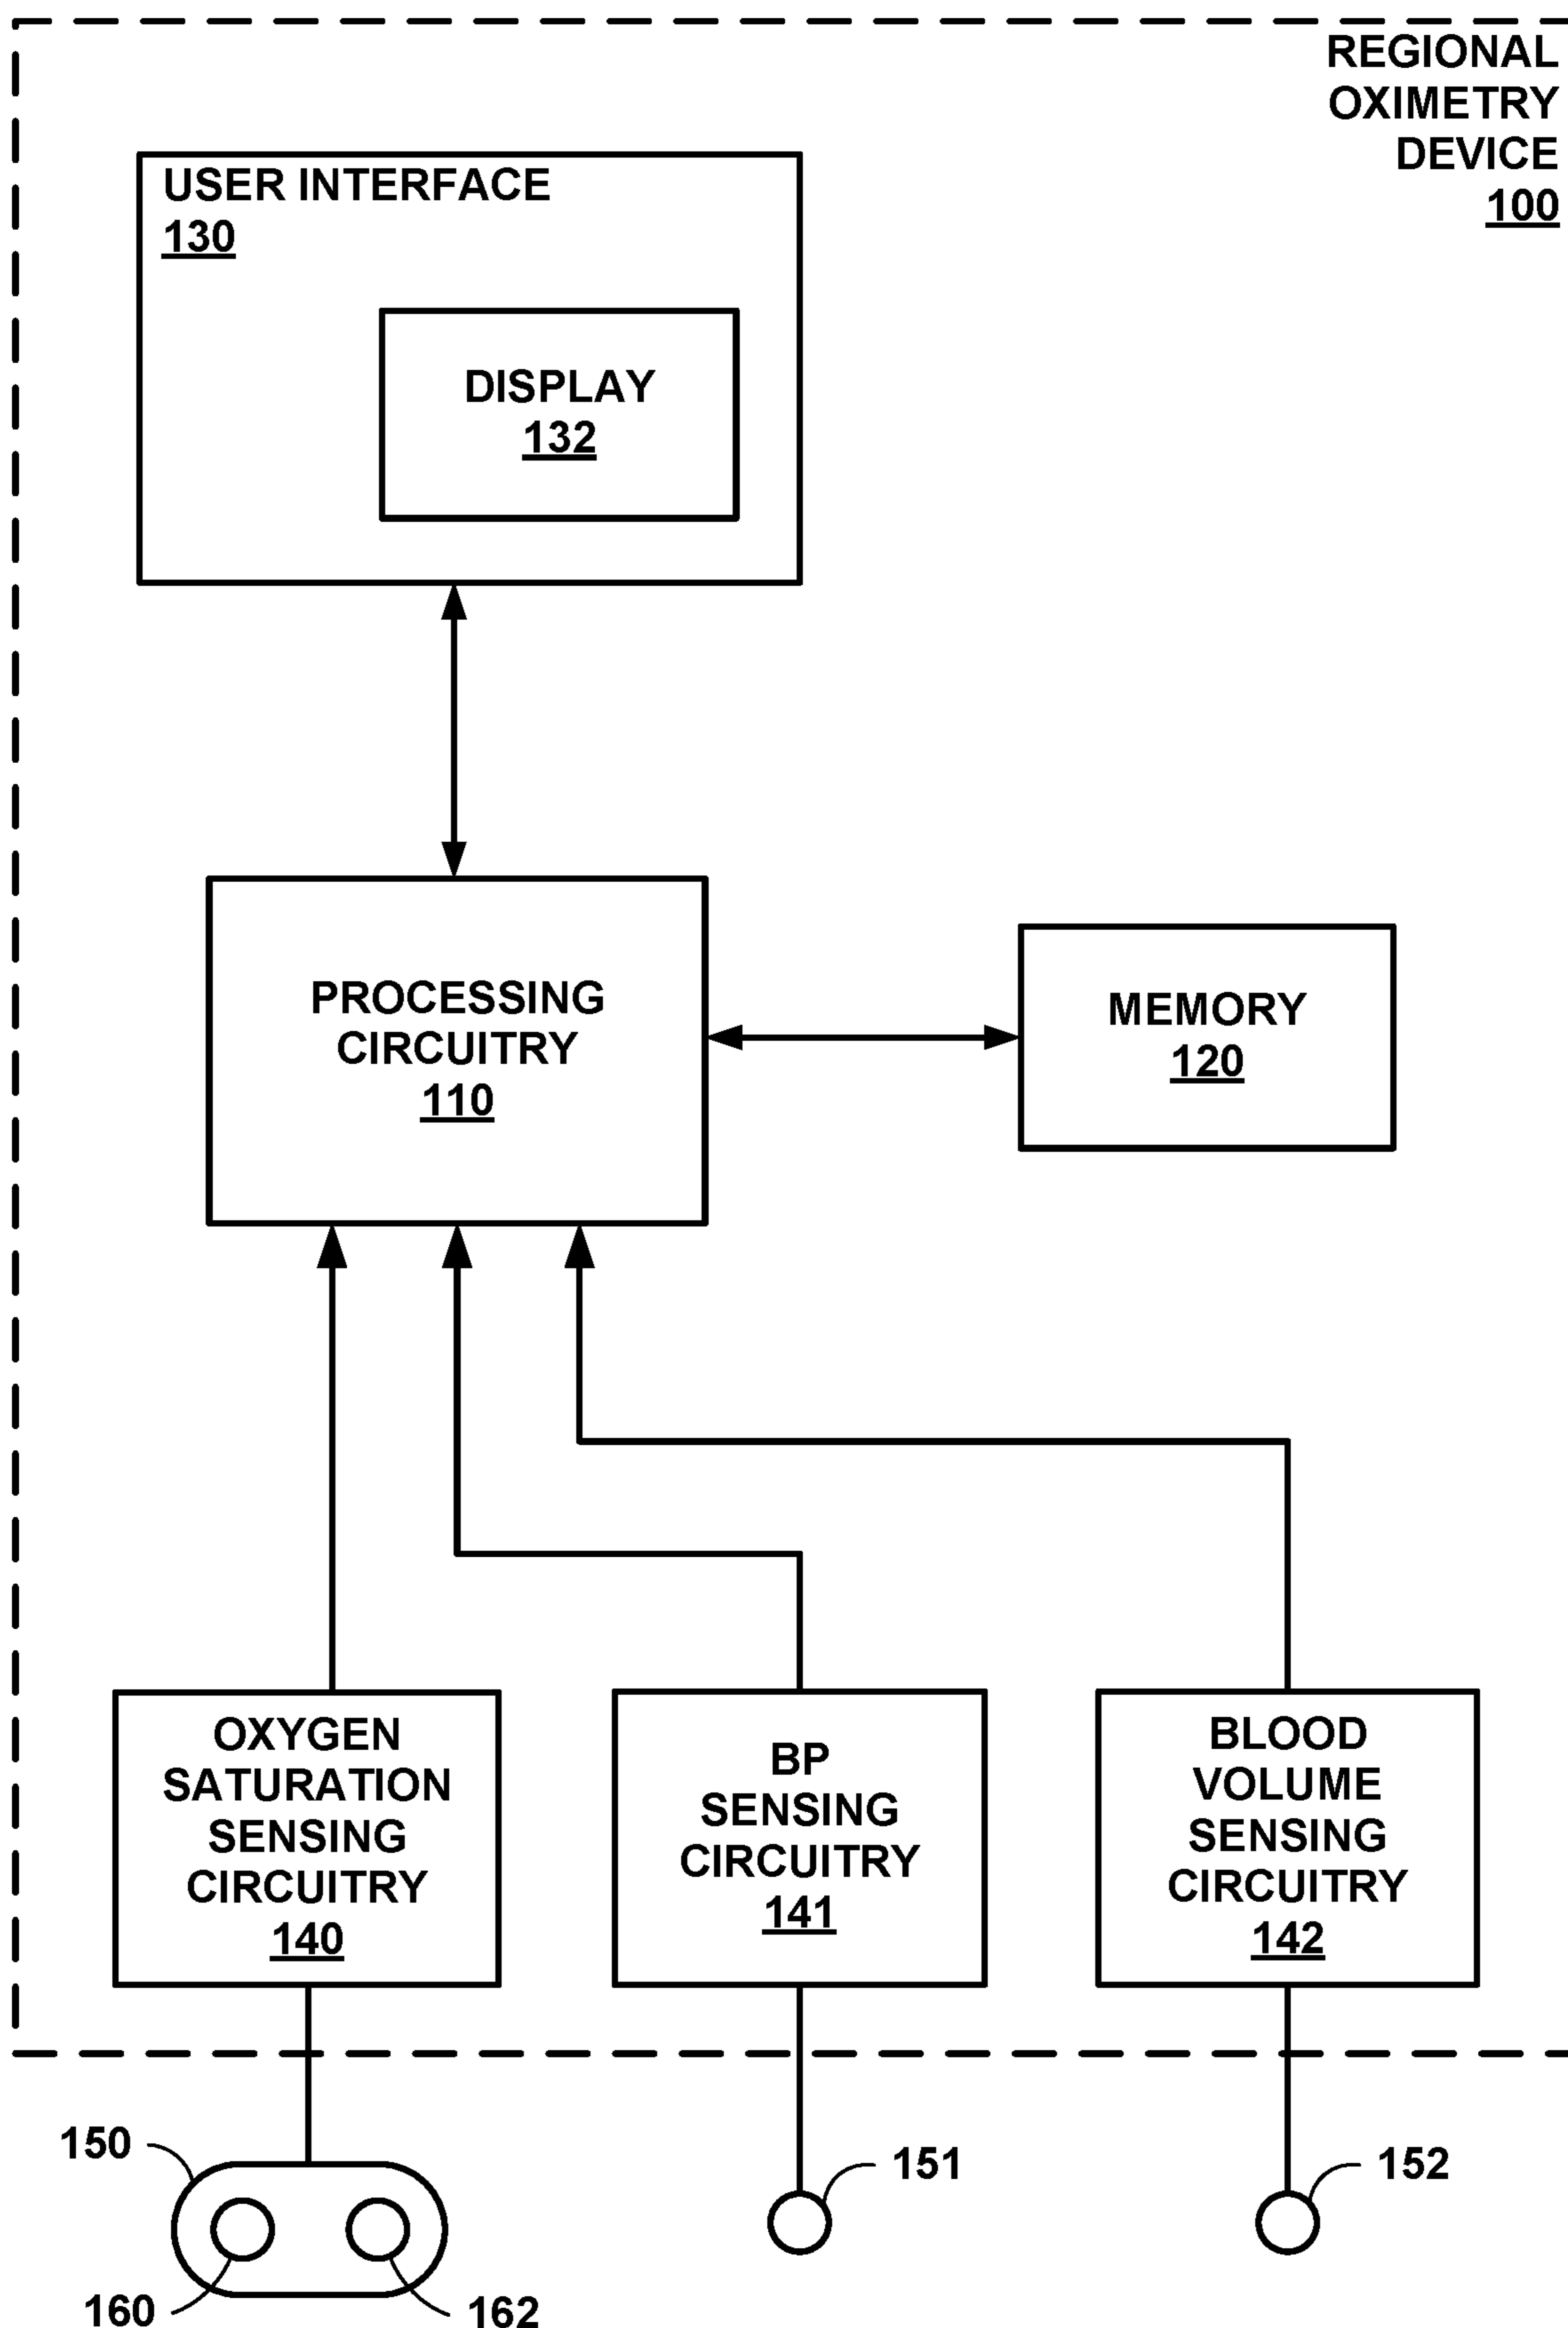 REGIONAL
OXIMETRY
DEVICE
100
USER INTERFACE
130
DISPLAY
132
PROCESSING
CIRCUITRY
110
MEMORY
120
OXYGEN
SATURATION
SENSING
CIRCUITRY
140
BP
SENSING
CIRCUITRY
141
BLOOD
VOLUME
SENSING
CIRCUITRY
142
150
151
152
160
162